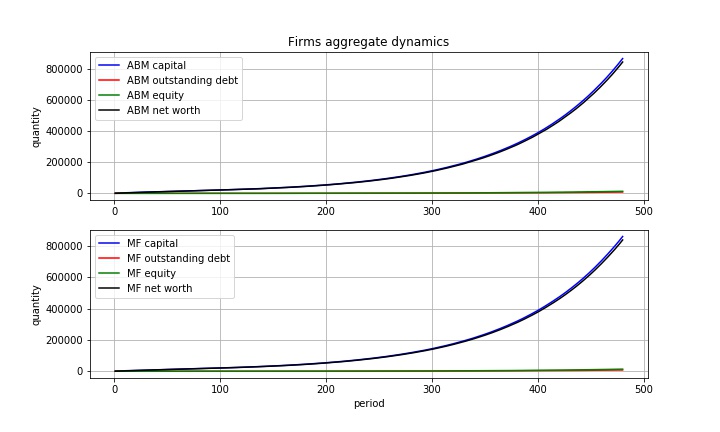 Firms aggregate dynamics
800000
600000
400000
200000
0
quantity
ABM capital
ABM outstanding debt
ABM equity
ABM net worth
0 100 200 300 400 500
800000
600000
400000
200000
0
quantity
MF capital
MF outstanding debt
MF equity
MF net worth
0 100 200 300 400 500
period